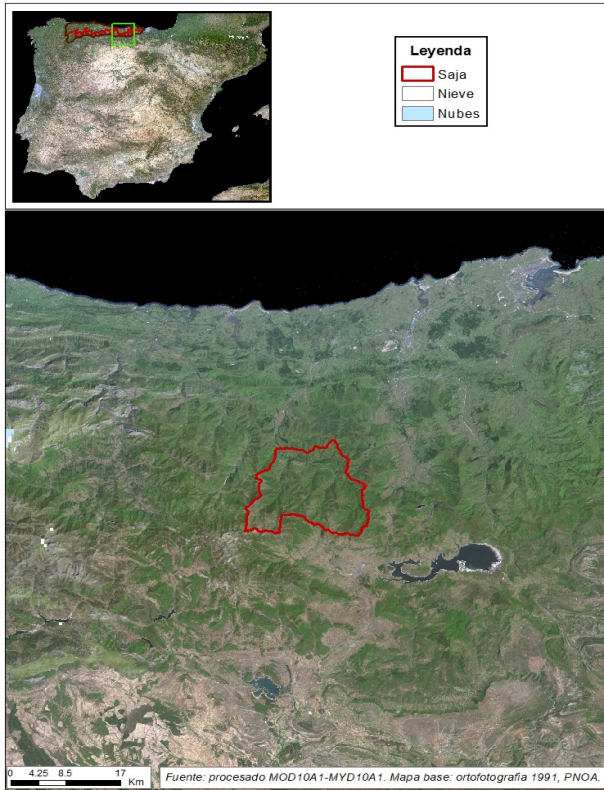 Leyenda
Saja
Nieve
Nubes
0 4.25 8.5 17
Km
Fuente: procesado MOD10A1-MYD10A1. Mapa base: ortofotografia 1991, PNOA.